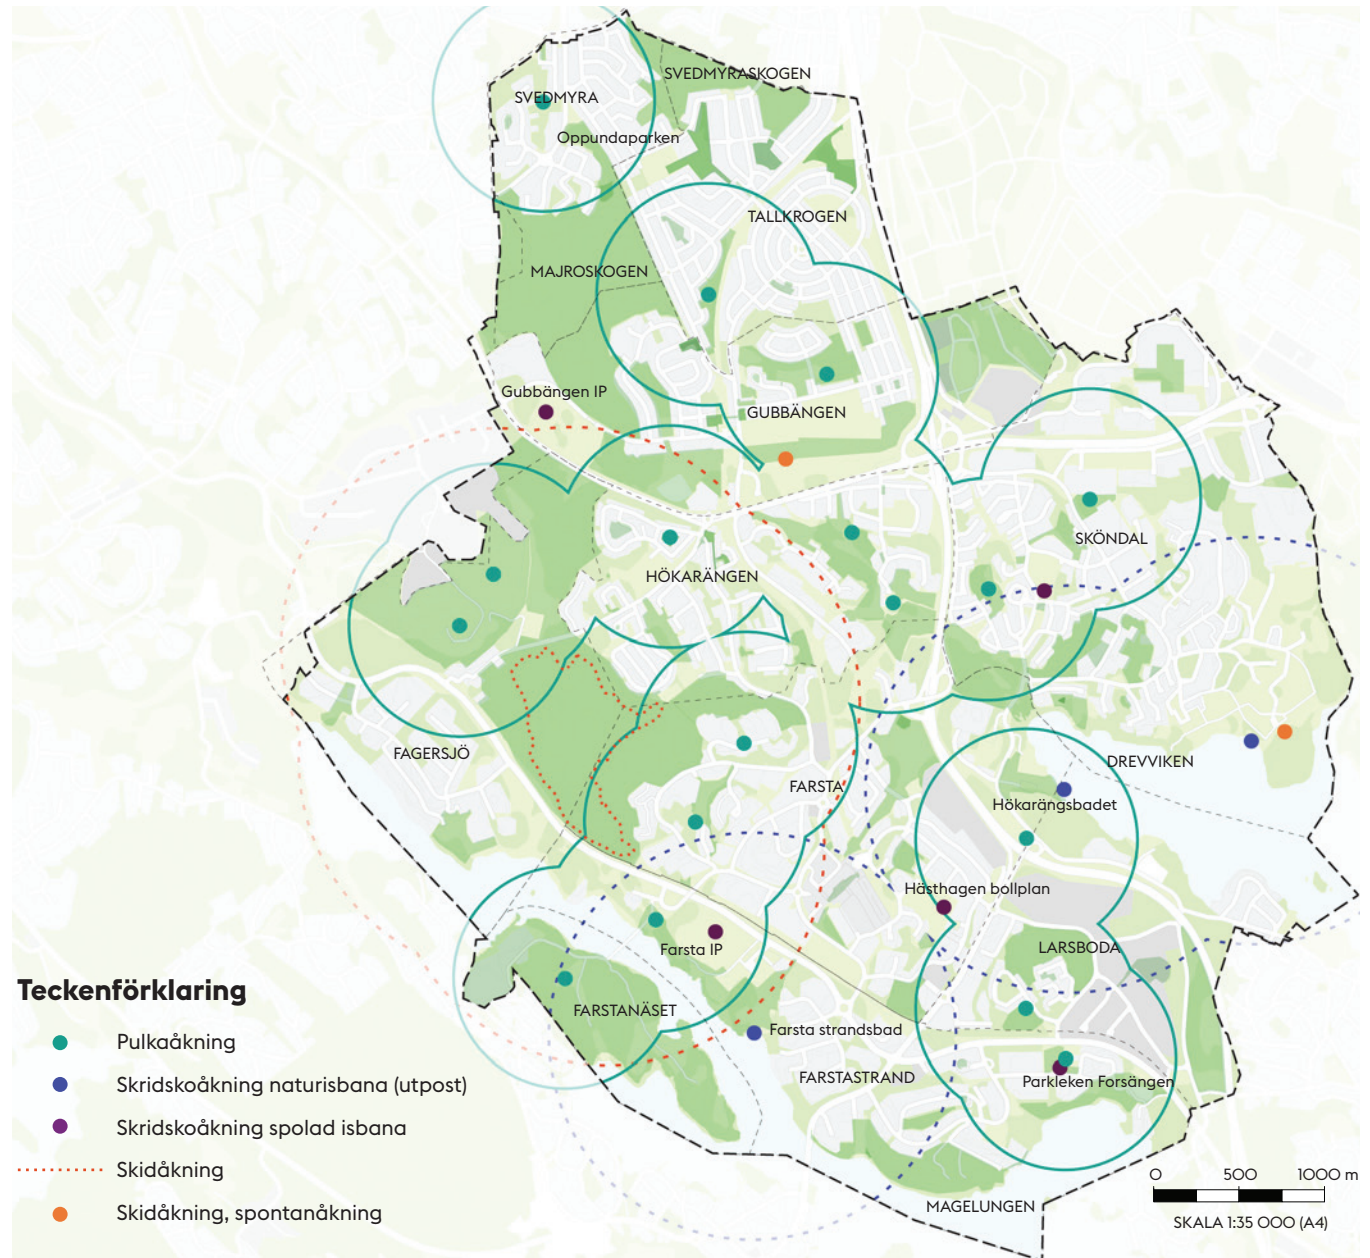 SVEDMYRASKOGEN
SVEDMYRA
Oppundaparken
TALLKROGEN
MAJROSKOGEN
Gubbängen IP
GUBBÄNGEN
SKÖNDAL
HÖKARÄNGEN
FAGERSJÖ
DREVVIKEN
FARSTA
Hökarängsbadet
Hästhagen bollplan
LARSBODA
Farsta IP
FARSTANÄSET
Farsta strandsbad
FARSTASTRAND
Parkleken Forsängen
MAGELUNGEN
Teckenförklaring
Pulkaåkning
Skridskoåkning naturisbana (utpost)
Skridskoåkning spolad isbana
Skidåkning
Skidåkning, spontanåkning
0 500 1000 m
SKALA 1:35 000 (A4)